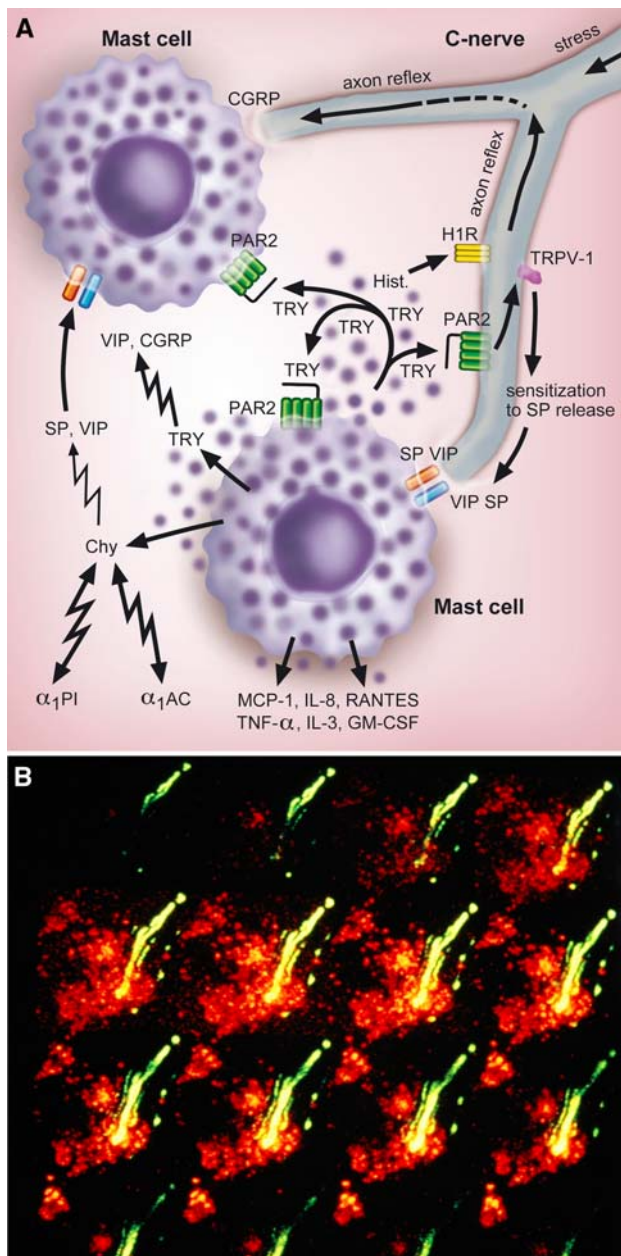 A
Mast cell
C-nerve
stress
axon reflex
CGRP
axon reflex
PAR2
H1R
Hist.
TRPV-1
TRY
TRY
TRY
PAR2
VIP, CGRP
TRY
TRY
PAR2
sensitization
to SP release
SP, VIP
TRY
SP VIP
VIP SP
Chy
Mast cell
α1PI
α1AC
MCP-1, IL-8, RANTES
TNF-α, IL-3, GM-CSF
B